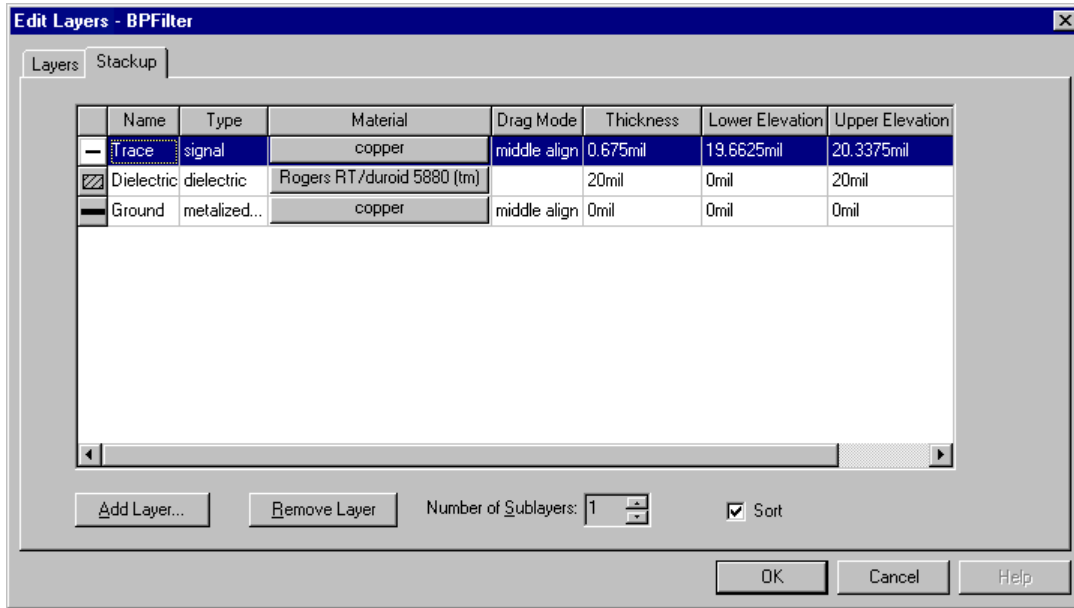 Edit Layers - BPFilter
Layers Stackup
Name Type Material Drag Mode Thickness Lower Elevation Upper Elevation
Trace signal copper middle align 0.675mil 19.6625mil 20.3375mil
Dielectric dielectric Rogers RT/duroid 5880 (tm) 20mil 0mil 20mil
Ground metalized... copper middle align 0mil 0mil 0mil
Add Layer... Remove Layer Number of Sublayers: 1 Sort
OK Cancel Help